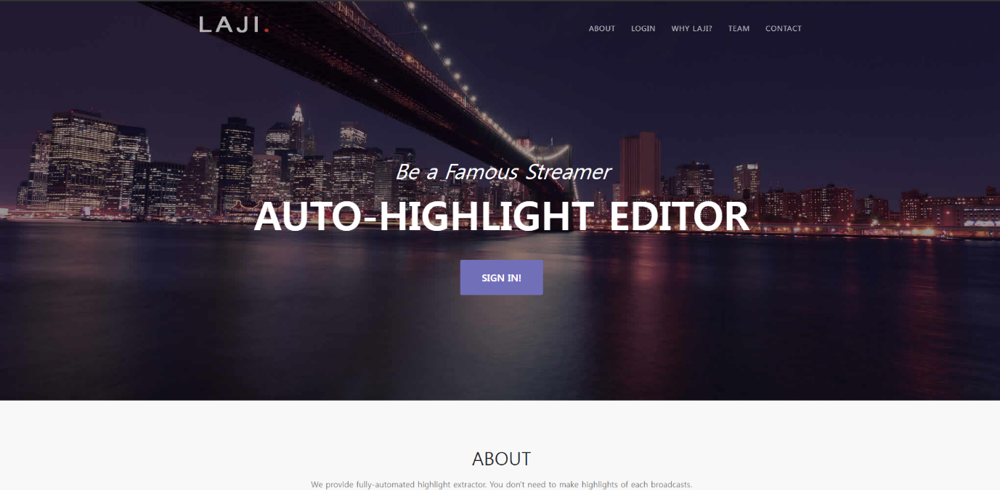 LAJI.
ABOUT LOGIN WHY LAJI? TEAM CONTACT
Be a Famous Streamer
AUTO-HIGHLIGHT EDITOR
SIGN IN!
ABOUT
We provide fully-automated highlight extractor. You don't need to make highlights of each broadcasts.